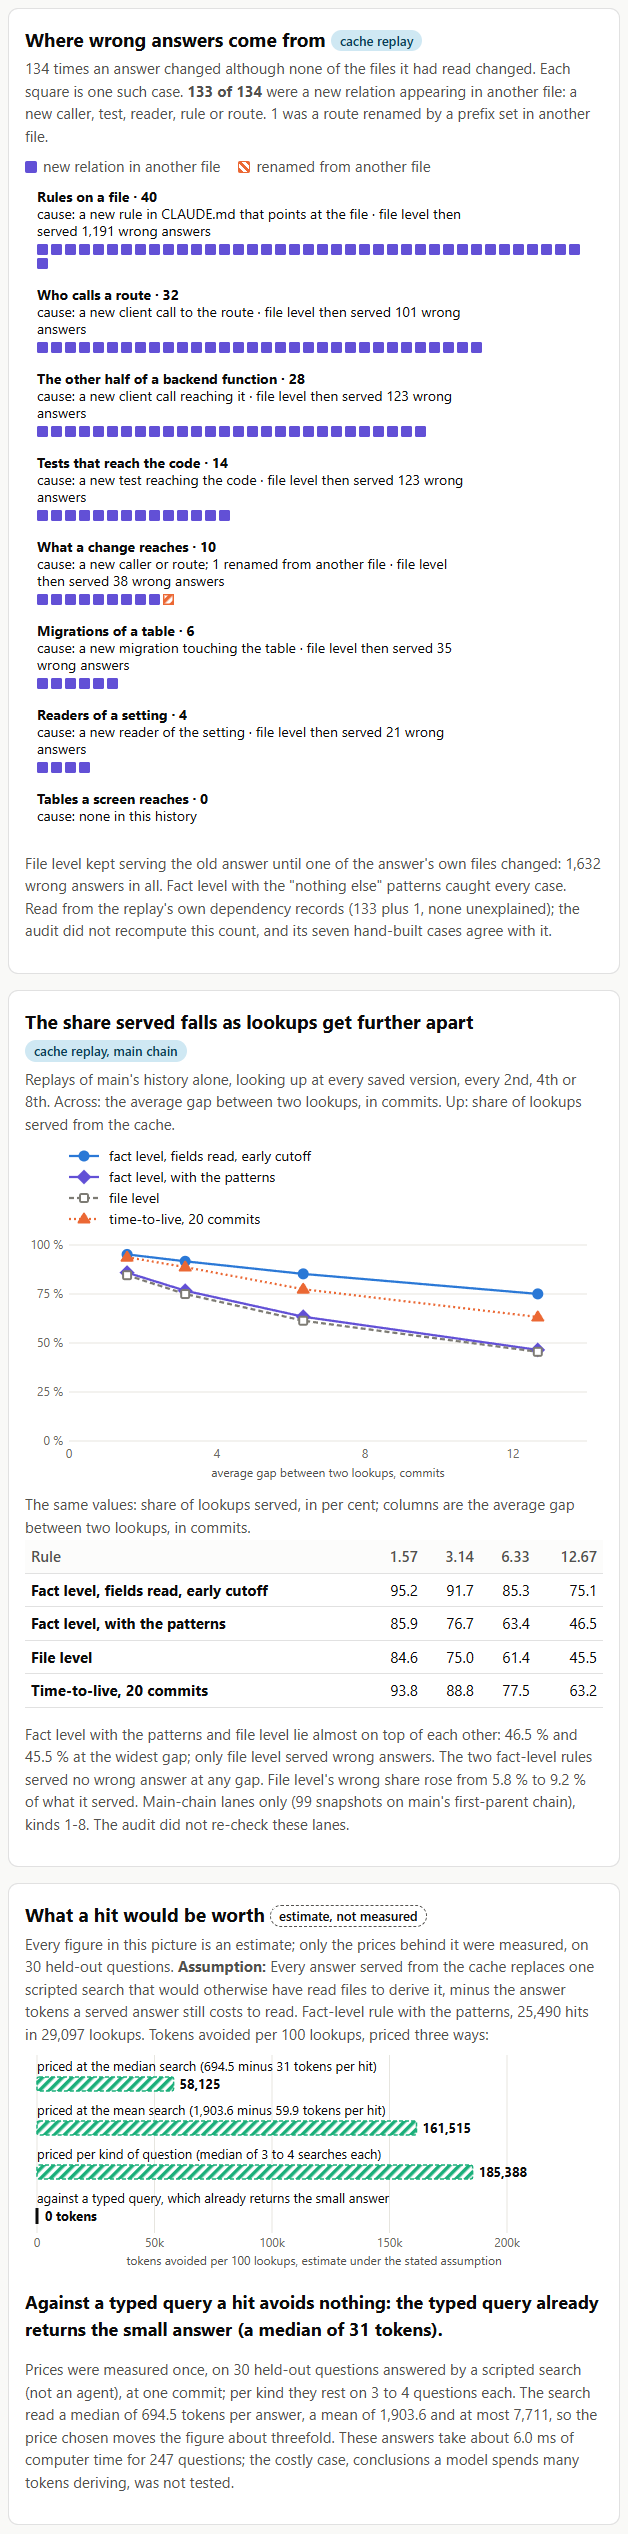 Where wrong answers come from cache replay
134 times an answer changed although none of the files it had read changed. Each
square is one such case. 133 of 134 were a new relation appearing in another file: a
new caller, test, reader, rule or route. 1 was a route renamed by a prefix set in another
file.
new relation in another file renamed from another file
Rules on a file · 40
cause: a new rule in CLAUDE.md that points at the file · file level then
served 1,191 wrong answers
Who calls a route · 32
cause: a new client call to the route · file level then served 101 wrong
answers
The other half of a backend function · 28
cause: a new client call reaching it · file level then served 123 wrong
answers
Tests that reach the code · 14
cause: a new test reaching the code · file level then served 123 wrong
answers
What a change reaches · 10
cause: a new caller or route; 1 renamed from another file · file level
then served 38 wrong answers
Migrations of a table · 6
cause: a new migration touching the table · file level then served 35
wrong answers
Readers of a setting · 4
cause: a new reader of the setting · file level then served 21 wrong
answers
Tables a screen reaches · 0
cause: none in this history
File level kept serving the old answer until one of the answer's own files changed: 1,632
wrong answers in all. Fact level with the "nothing else" patterns caught every case.
Read from the replay's own dependency records (133 plus 1, none unexplained); the
audit did not recompute this count, and its seven hand-built cases agree with it.
The share served falls as lookups get further apart
cache replay, main chain
Replays of main's history alone, looking up at every saved version, every 2nd, 4th or
8th. Across: the average gap between two lookups, in commits. Up: share of lookups
served from the cache.
fact level, fields read, early cutoff
fact level, with the patterns
file level
time-to-live, 20 commits
100 %
75 %
50 %
25 %
0 %
0 4 8 12
average gap between two lookups, commits
The same values: share of lookups served, in per cent; columns are the average gap
between two lookups, in commits.
Rule 1.57 3.14 6.33 12.67
Fact level, fields read, early cutoff 95.2 91.7 85.3 75.1
Fact level, with the patterns 85.9 76.7 63.4 46.5
File level 84.6 75.0 61.4 45.5
Time-to-live, 20 commits 93.8 88.8 77.5 63.2
Fact level with the patterns and file level lie almost on top of each other: 46.5 % and
45.5 % at the widest gap; only file level served wrong answers. The two fact-level rules
served no wrong answer at any gap. File level's wrong share rose from 5.8 % to 9.2 %
of what it served. Main-chain lanes only (99 snapshots on main's first-parent chain),
kinds 1-8. The audit did not re-check these lanes.
What a hit would be worth estimate, not measured
Every figure in this picture is an estimate; only the prices behind it were measured, on
30 held-out questions. Assumption: Every answer served from the cache replaces one
scripted search that would otherwise have read files to derive it, minus the answer
tokens a served answer still costs to read. Fact-level rule with the patterns, 25,490 hits
in 29,097 lookups. Tokens avoided per 100 lookups, priced three ways:
priced at the median search (694.5 minus 31 tokens per hit)
58,125
priced at the mean search (1,903.6 minus 59.9 tokens per hit)
161,515
priced per kind of question (median of 3 to 4 searches each)
185,388
against a typed query, which already returns the small answer
0 tokens
0 50k 100k 150k 200k
tokens avoided per 100 lookups, estimate under the stated assumption
Against a typed query a hit avoids nothing: the typed query already
returns the small answer (a median of 31 tokens).
Prices were measured once, on 30 held-out questions answered by a scripted search
(not an agent), at one commit; per kind they rest on 3 to 4 questions each. The search
read a median of 694.5 tokens per answer, a mean of 1,903.6 and at most 7,711, so the
price chosen moves the figure about threefold. These answers take about 6.0 ms of
computer time for 247 questions; the costly case, conclusions a model spends many
tokens deriving, was not tested.